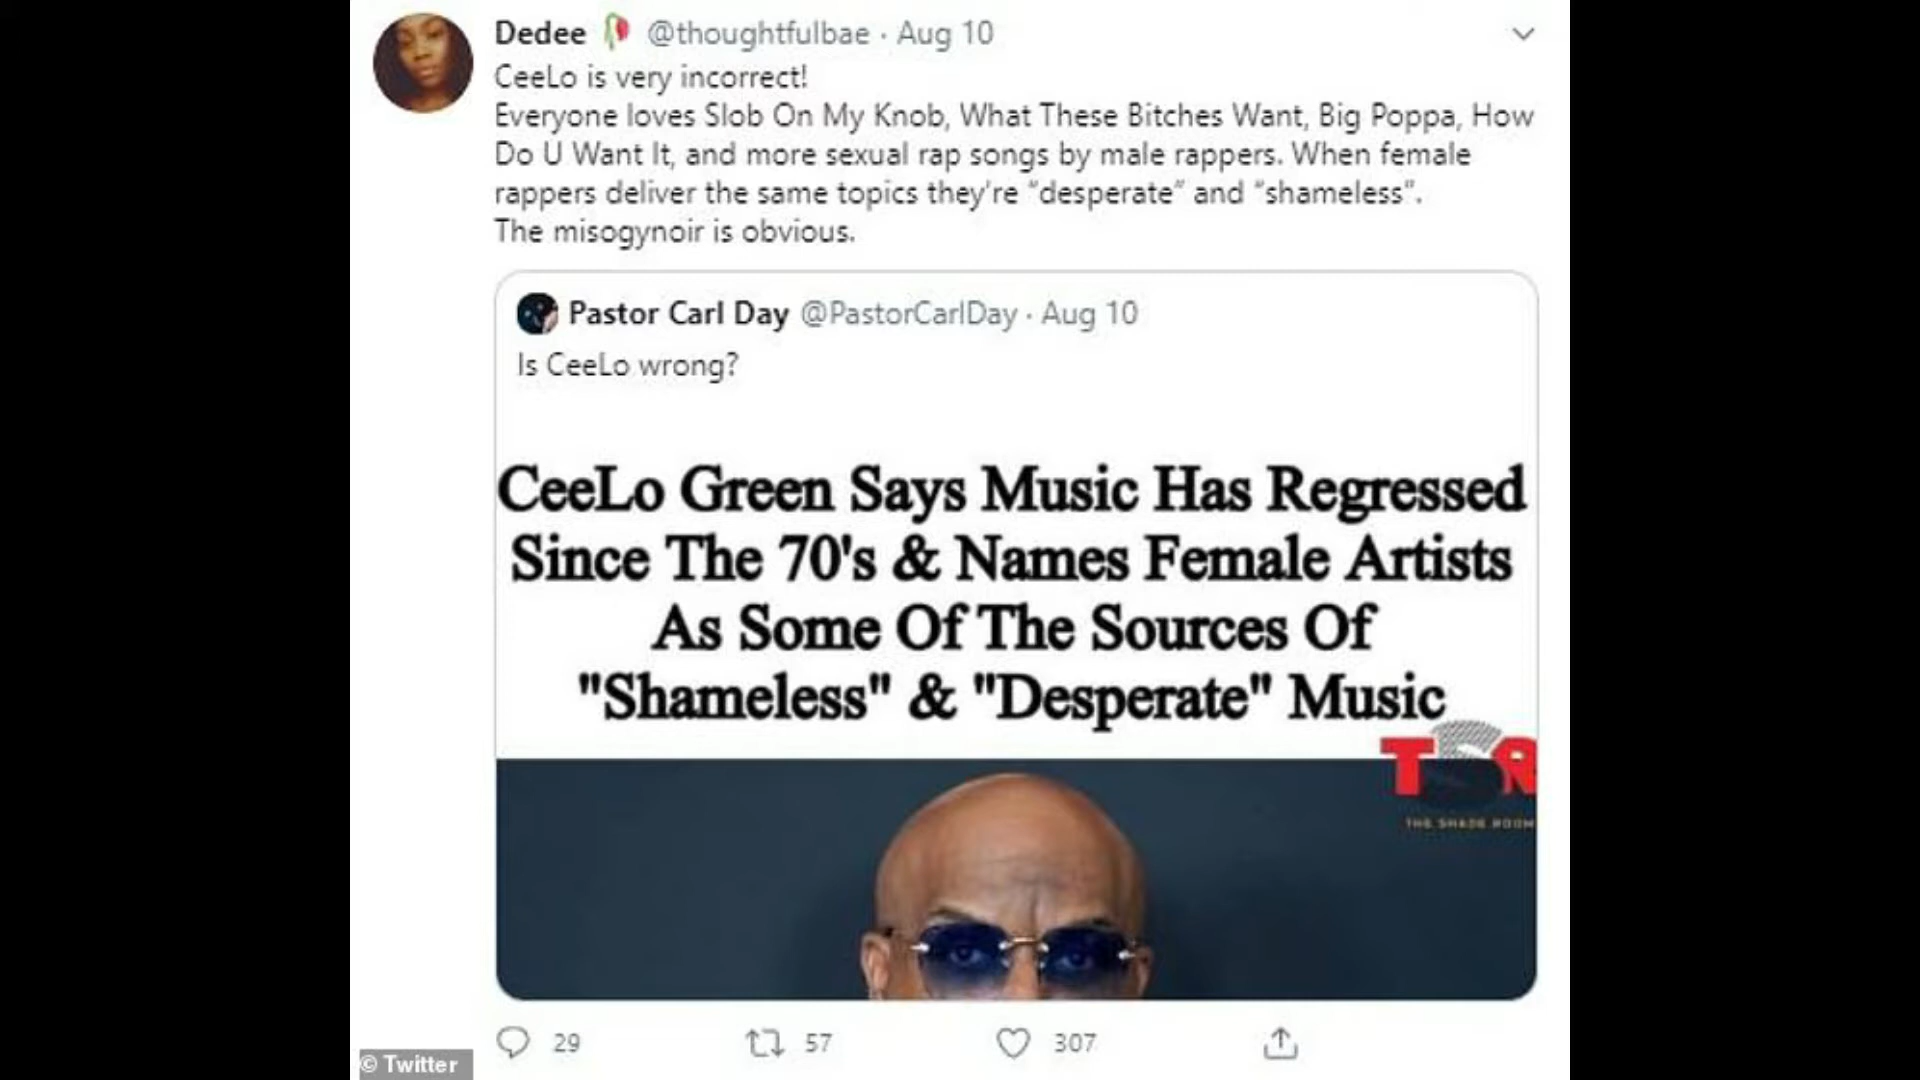 Dedee @thoughtfulbae · Aug 10
CeeLo is very incorrect!
Everyone loves Slob On My Knob, What These Bitches Want, Big Poppa, How
Do U Want It, and more sexual rap songs by male rappers. When female
rappers deliver the same topics they're "desperate" and "shameless".
The misogynoir is obvious.
Pastor Carl Day @PastorCarlDay · Aug 10
Is CeeLo wrong?
CeeLo Green Says Music Has Regressed
Since The 70's & Names Female Artists
As Some Of The Sources Of
"Shameless" & "Desperate" Music
TSR
THE SHADE ROOM
29 57 307
© Twitter